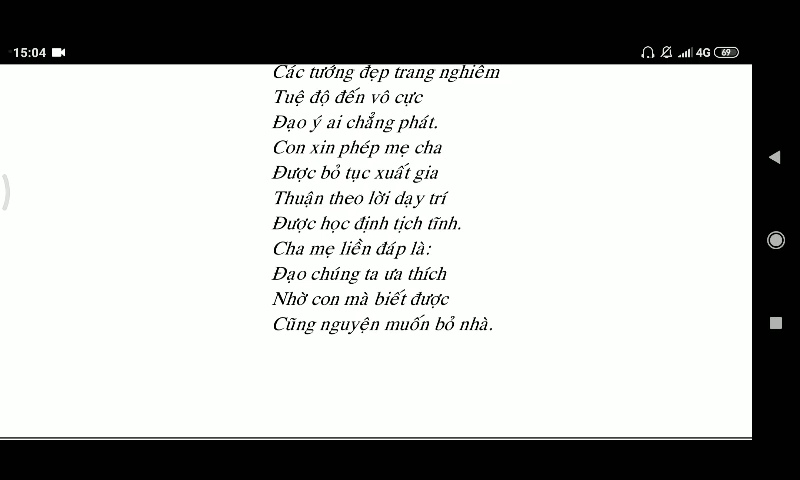 15:04
4G 69
Các tướng đẹp trang nghiêm
Tuệ độ đến vô cực
Đạo ý ai chẳng phát.
Con xin phép mẹ cha
Được bỏ tục xuất gia
Thuận theo lời dạy trí
Được học định tịch tĩnh.
Cha mẹ liền đáp là:
Đạo chúng ta ưa thích
Nhờ con mà biết được
Cũng nguyện muốn bỏ nhà.